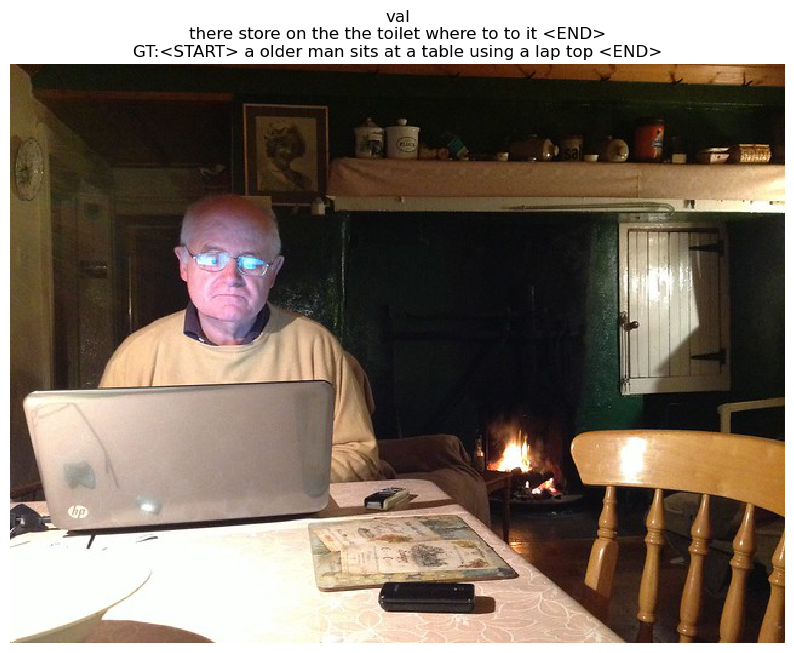 val
there store on the the toilet where to to it <END>
GT:<START> a older man sits at a table using a lap top <END>
hp